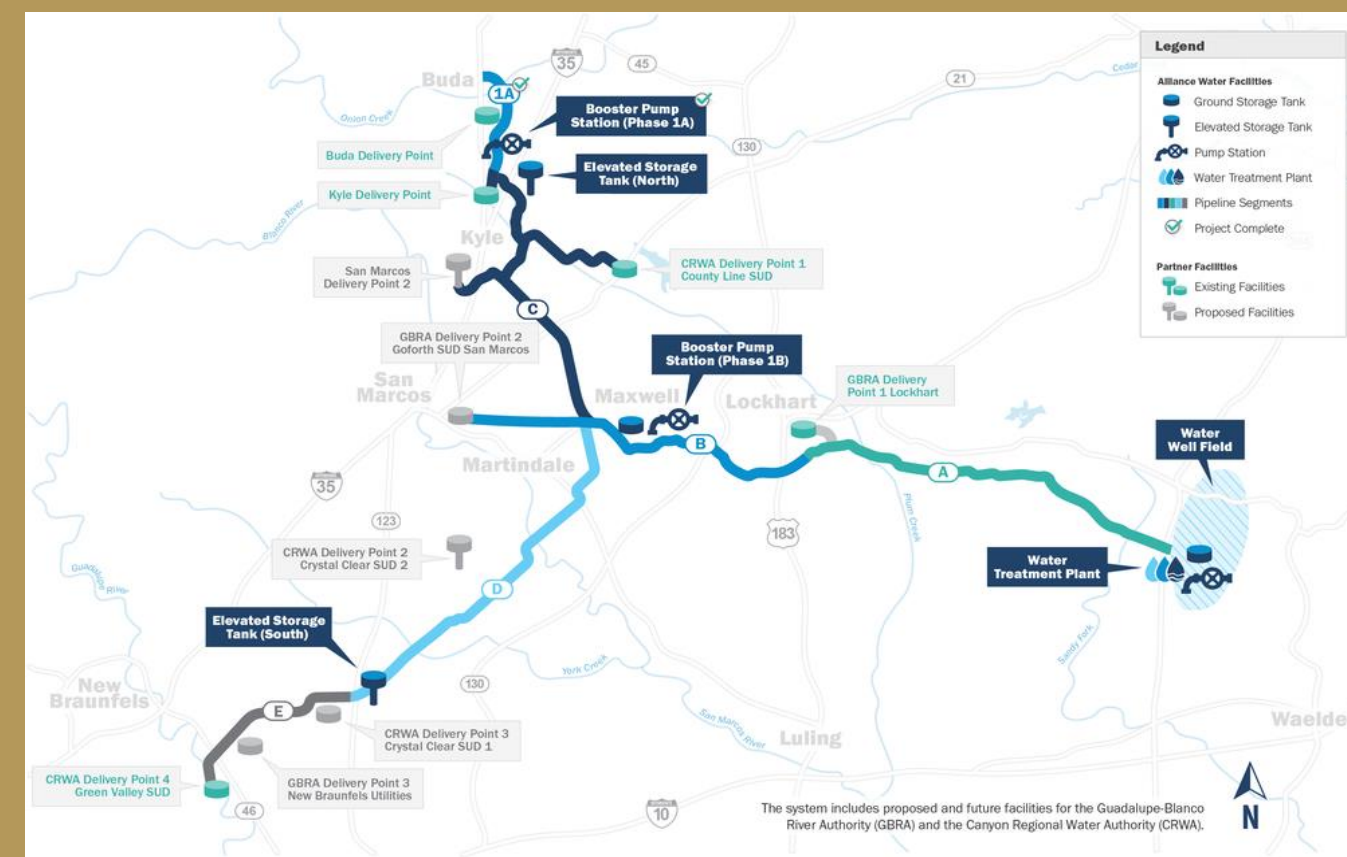 Legend
Alliance Water Facilities
Ground Storage Tank
Elevated Storage Tank
Pump Station
Water Treatment Plant
Pipeline Segments
Project Complete
Partner Facilities
Existing Facilities
Proposed Facilities
INTERSTATE
35
45
21
Cedar
Buda
1A
Onion Creek
Booster Pump
Station (Phase 1A)
Buda Delivery Point
130
Elevated Storage
Tank (North)
Kyle Delivery Point
Blanco River
Kyle
San Marcos
Delivery Point 2
CRWA Delivery Point 1
County Line SUD
C
GBRA Delivery Point 2
Goforth SUD San Marcos
Booster Pump
Station (Phase 1B)
San
Marcos
Maxwell
Lockhart
GBRA Delivery
Point 1 Lockhart
B
A
Water
Well Field
Martindale
35
123
Plum Creek
183
CRWA Delivery Point 2
Crystal Clear SUD 2
Water
Treatment Plant
Guadalupe
River
D
Elevated Storage
Tank (South)
Sandy Fork
York Creek
130
New
Braunfels
E
San Marcos River
Luling
Waelde
CRWA Delivery Point 3
Crystal Clear SUD 1
CRWA Delivery Point 4
Green Valley SUD
GBRA Delivery Point 3
New Braunfels Utilities
46
10
The system includes proposed and future facilities for the Guadalupe-Blanco
River Authority (GBRA) and the Canyon Regional Water Authority (CRWA).
N